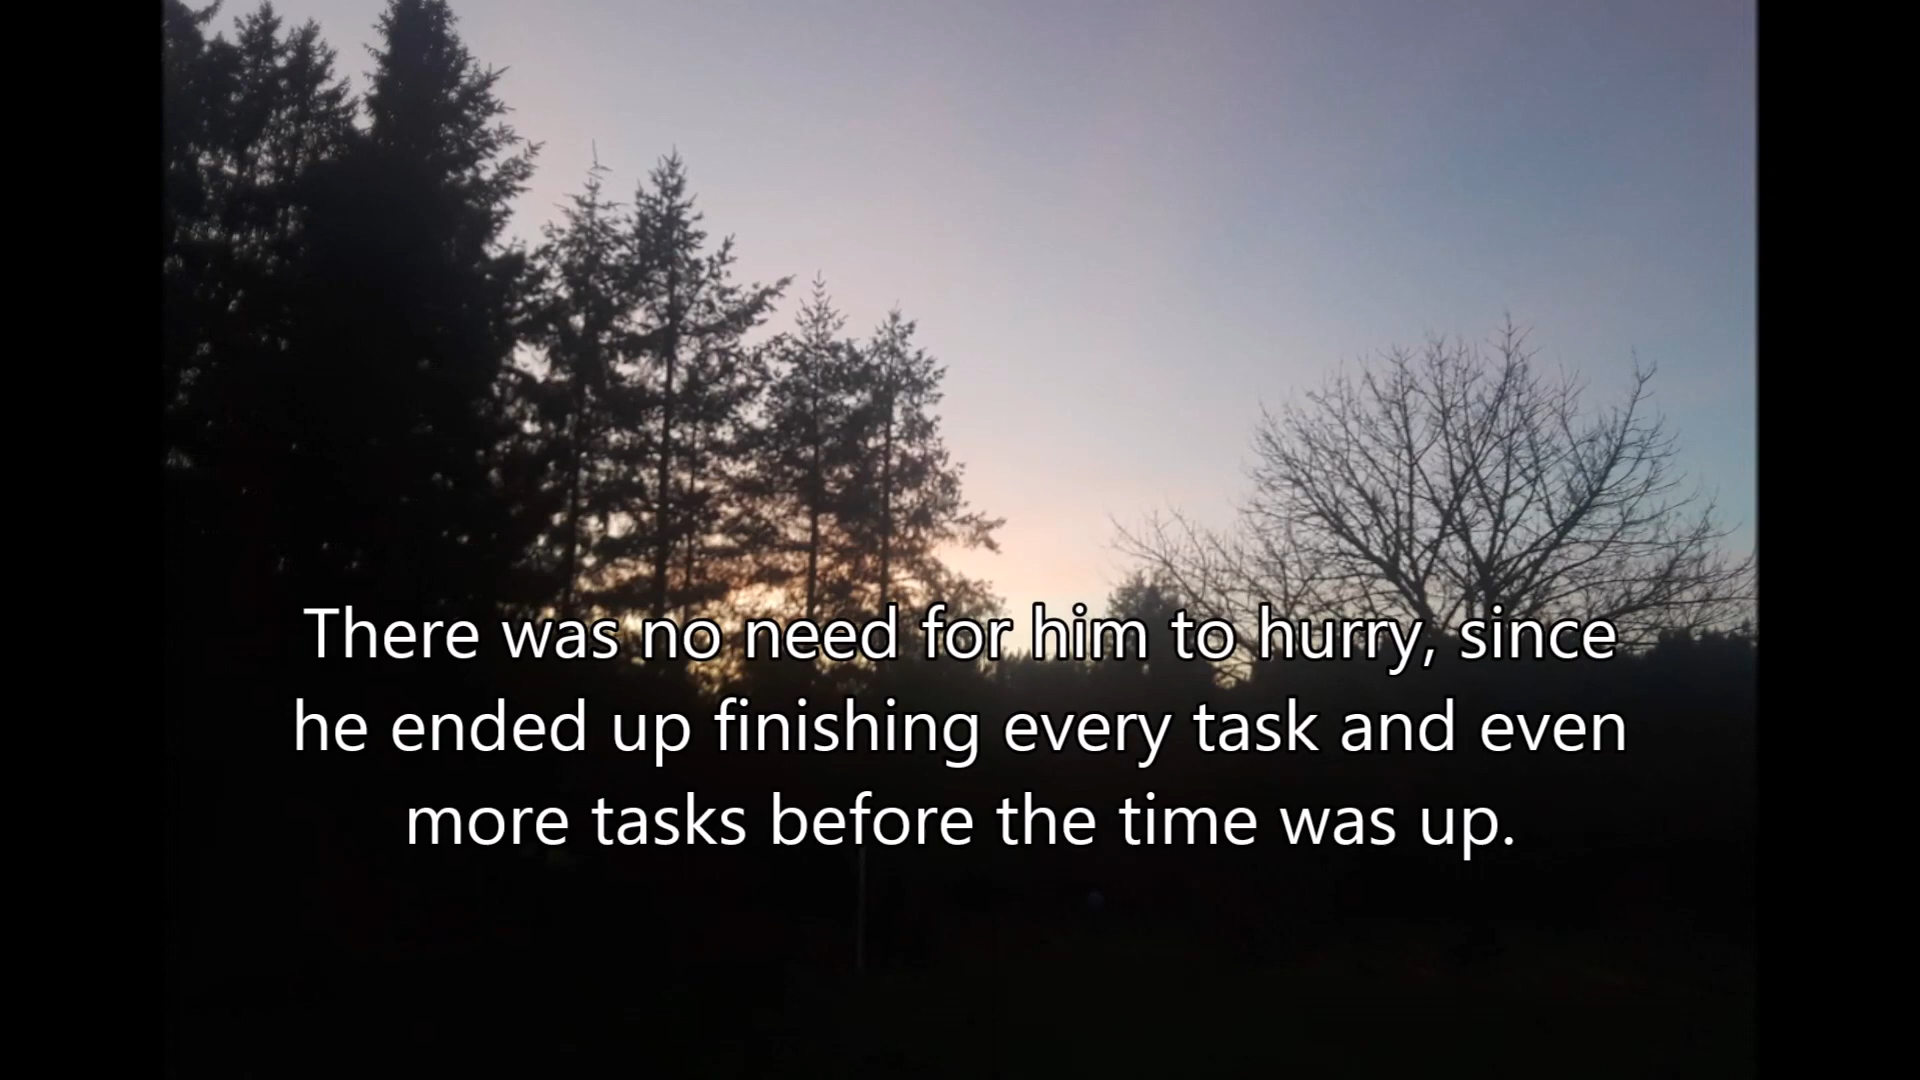 There was no need for him to hurry, since
he ended up finishing every task and even
more tasks before the time was up.